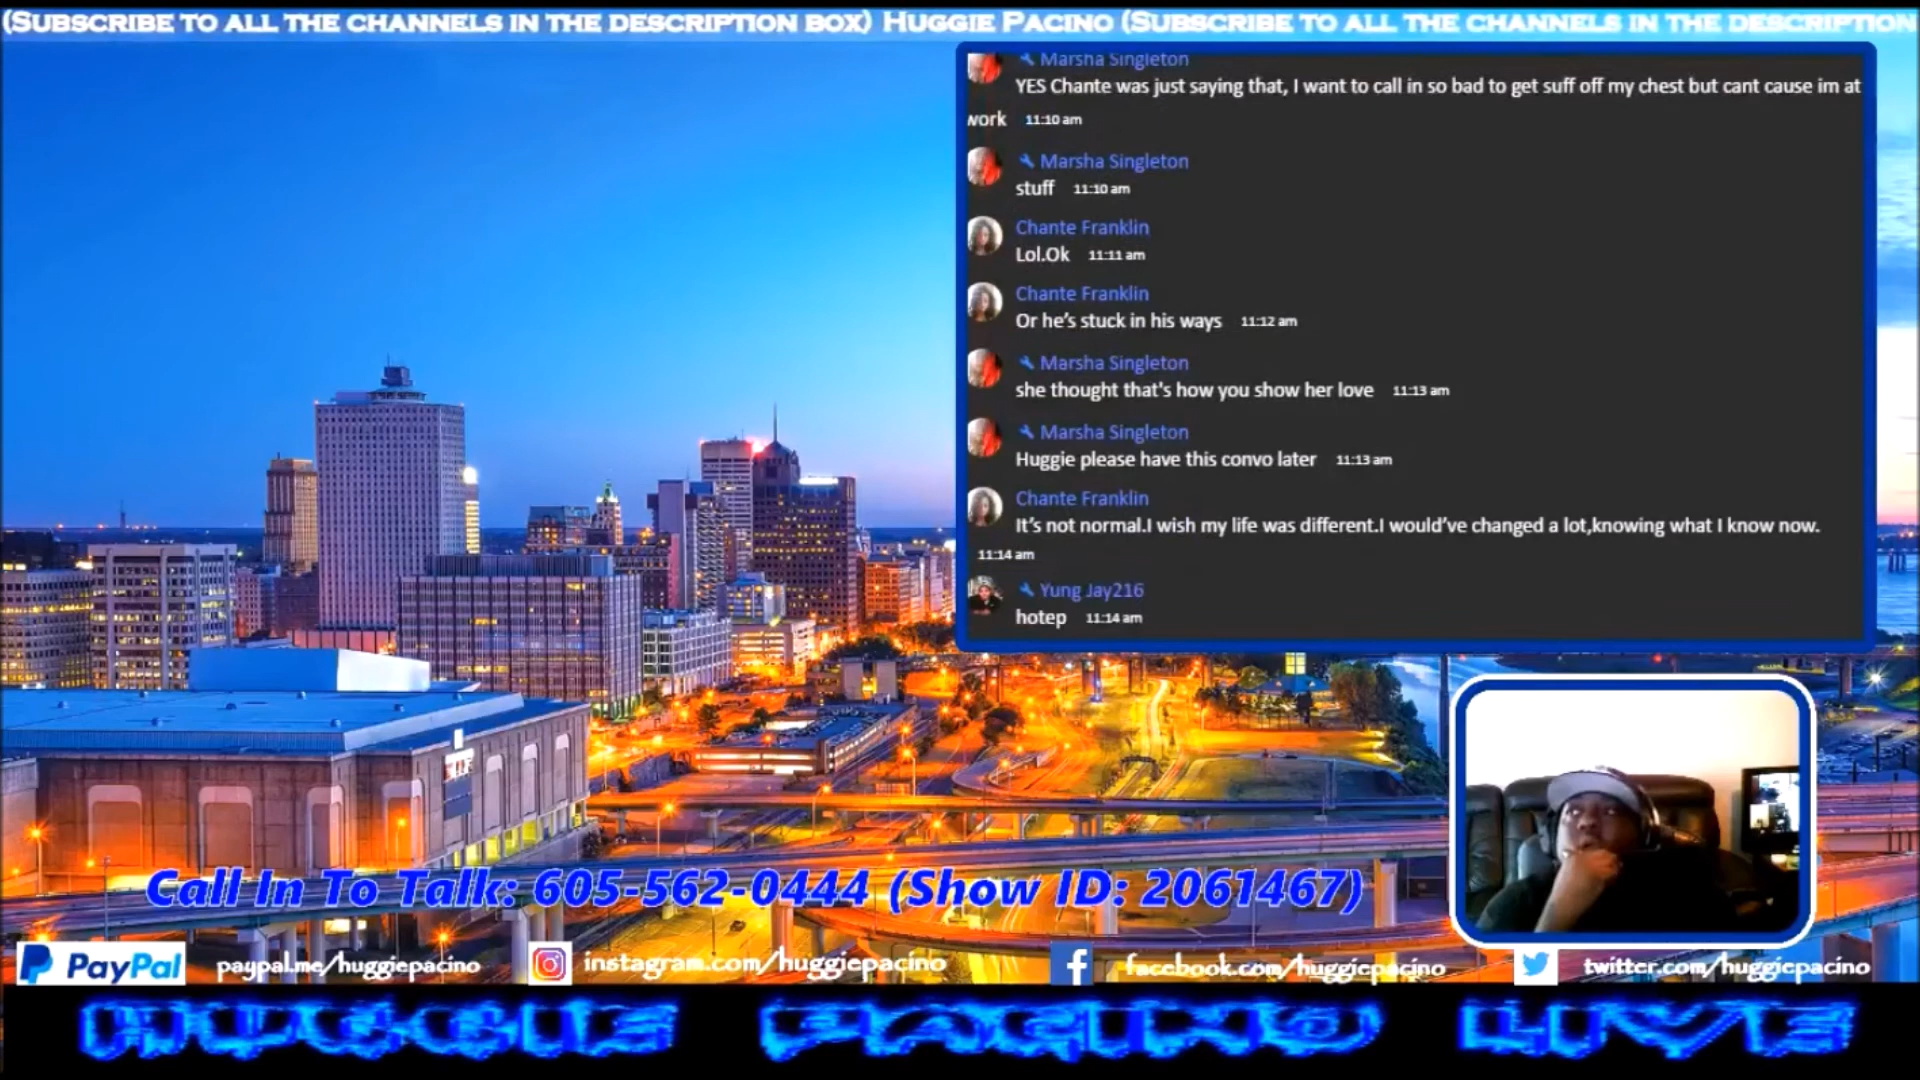 (SUBSCRIBE TO ALL THE CHANNELS IN THE DESCRIPTION BOX) HUGGIE PACINO (SUBSCRIBE TO ALL THE CHANNELS IN THE DESCRIPTION
Marsha Singleton
YES Chante was just saying that, I want to call in so bad to get suff off my chest but cant cause im at
work 11:10 am
Marsha Singleton
stuff 11:10 am
Chante Franklin
Lol.Ok 11:11 am
Chante Franklin
Or he's stuck in his ways 11:12 am
Marsha Singleton
she thought that's how you show her love 11:13 am
Marsha Singleton
Huggie please have this convo later 11:13 am
Chante Franklin
It's not normal.I wish my life was different.I would've changed a lot,knowing what I know now.
11:14 am
Yung Jay216
hotep 11:14 am
Call In To Talk: 605-562-0444 (Show ID: 2061467)
PayPal paypal.me/huggiepacino instagram.com/huggiepacino facebook.com/huggiepacino twitter.com/huggiepacino
HUGGIE PACINO LIVE